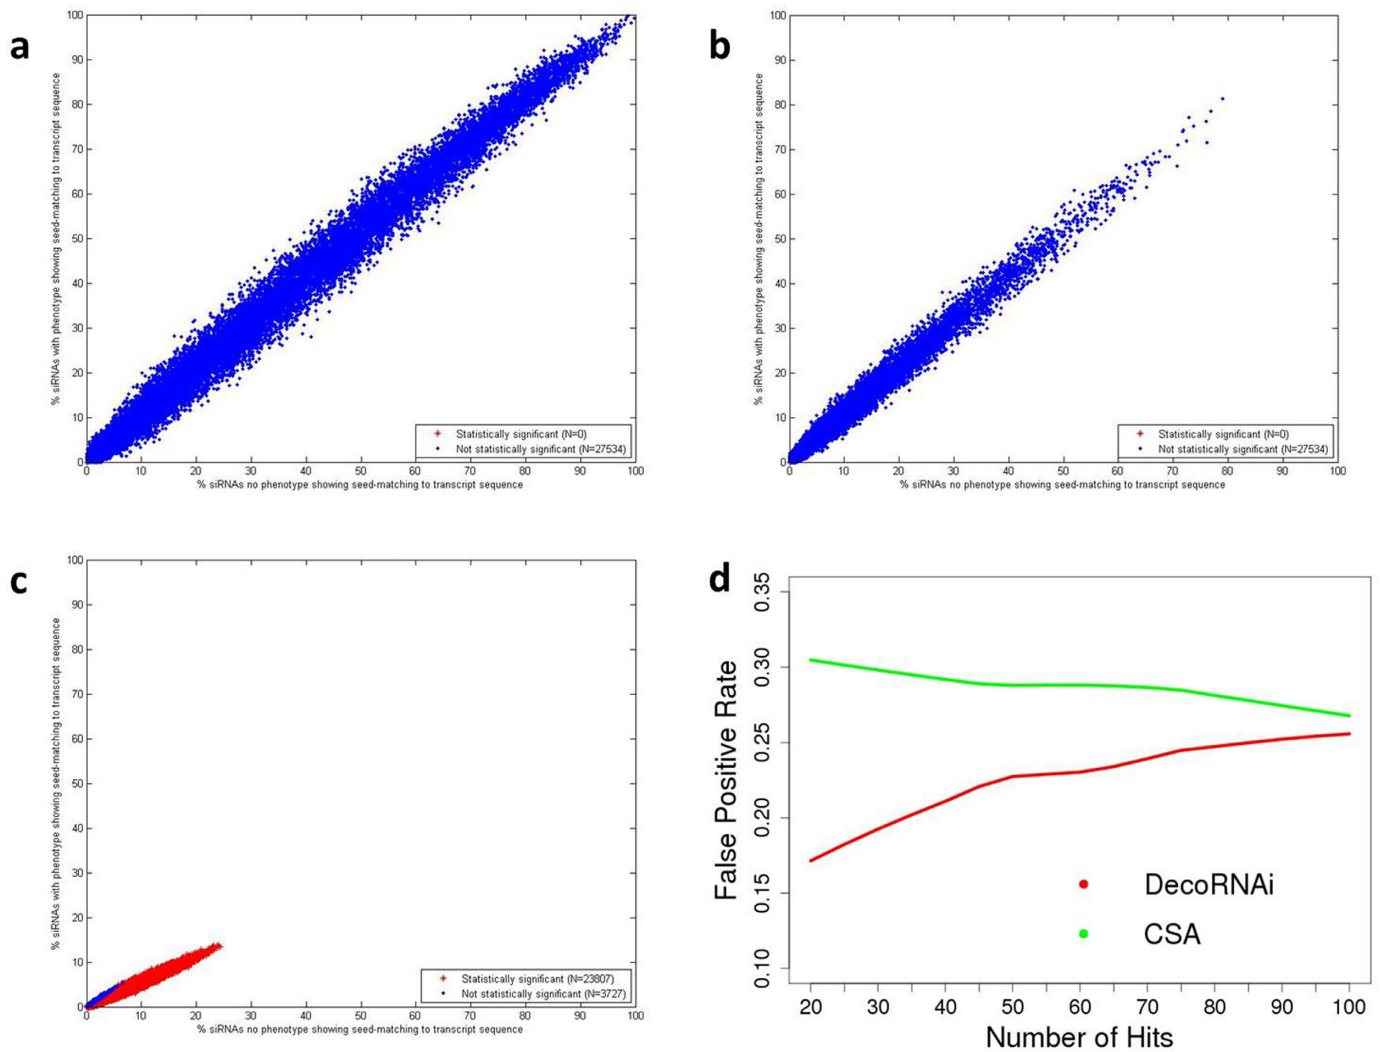 a
100
90
80
70
60
50
40
30
20
10
0
% siRNAs with phenotype showing seed-matching to transcript sequence
Statistically significant (N=0)
Not statistically significant (N=27534)
0 10 20 30 40 50 60 70 80 90 100
% siRNAs no phenotype showing seed-matching to transcript sequence
b
100
90
80
70
60
50
40
30
20
10
0
% siRNAs with phenotype showing seed-matching to transcript sequence
Statistically significant (N=0)
Not statistically significant (N=27534)
0 10 20 30 40 50 60 70 80 90 100
% siRNAs no phenotype showing seed-matching to transcript sequence
c
100
90
80
70
60
50
40
30
20
10
0
% siRNAs with phenotype showing seed-matching to transcript sequence
Statistically significant (N=23807)
Not statistically significant (N=3727)
0 10 20 30 40 50 60 70 80 90 100
% siRNAs no phenotype showing seed-matching to transcript sequence
d
0.35
0.30
0.25
0.20
0.15
0.10
False Positive Rate
DecoRNAi
CSA
20 30 40 50 60 70 80 90 100
Number of Hits